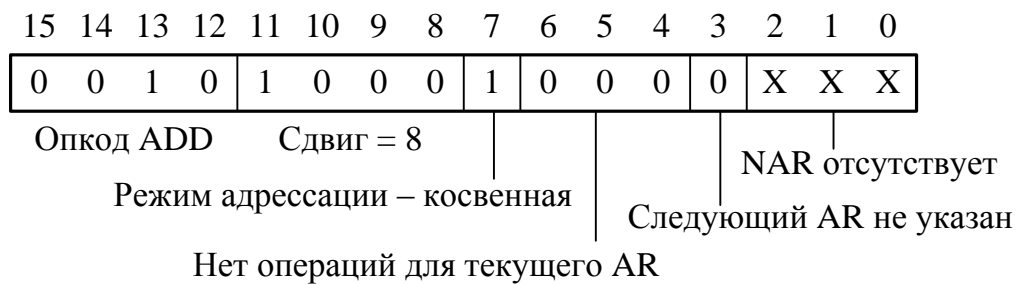 15 14 13 12 11 10 9 8 7 6 5 4 3 2 1 0
0 0 1 0 1 0 0 0 1 0 0 0 0 X X X
Опкод ADD Сдвиг = 8
NAR отсутствует
Режим адрессации – косвенная
Следующий AR не указан
Нет операций для текущего AR